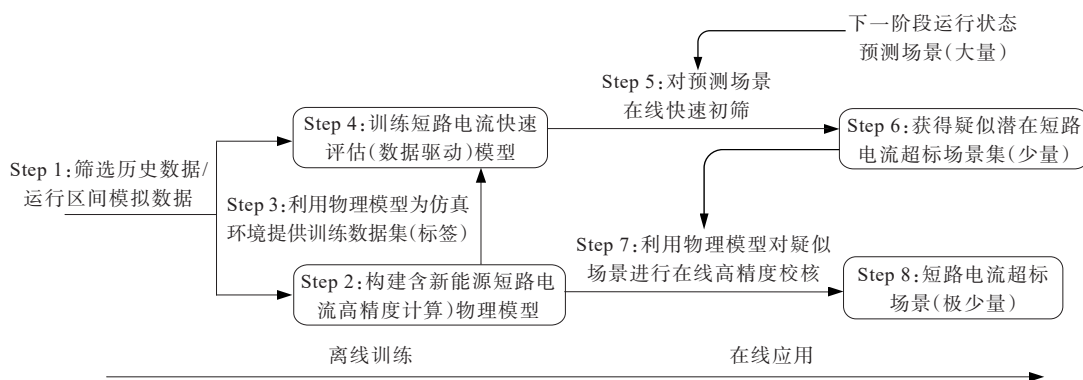 下一阶段运行状态
预测场景(大量)
Step 5:对预测场景
在线快速初筛
Step 4:训练短路电流快速
评估(数据驱动)模型
Step 6:获得疑似潜在短路
电流超标场景集(少量)
Step 1:筛选历史数据/
运行区间模拟数据
Step 3:利用物理模型为仿真
环境提供训练数据集(标签)
Step 7:利用物理模型对疑似
场景进行在线高精度校核
Step 2:构建含新能源短路电
流高精度计算)物理模型
Step 8:短路电流超标
场景(极少量)
离线训练
在线应用